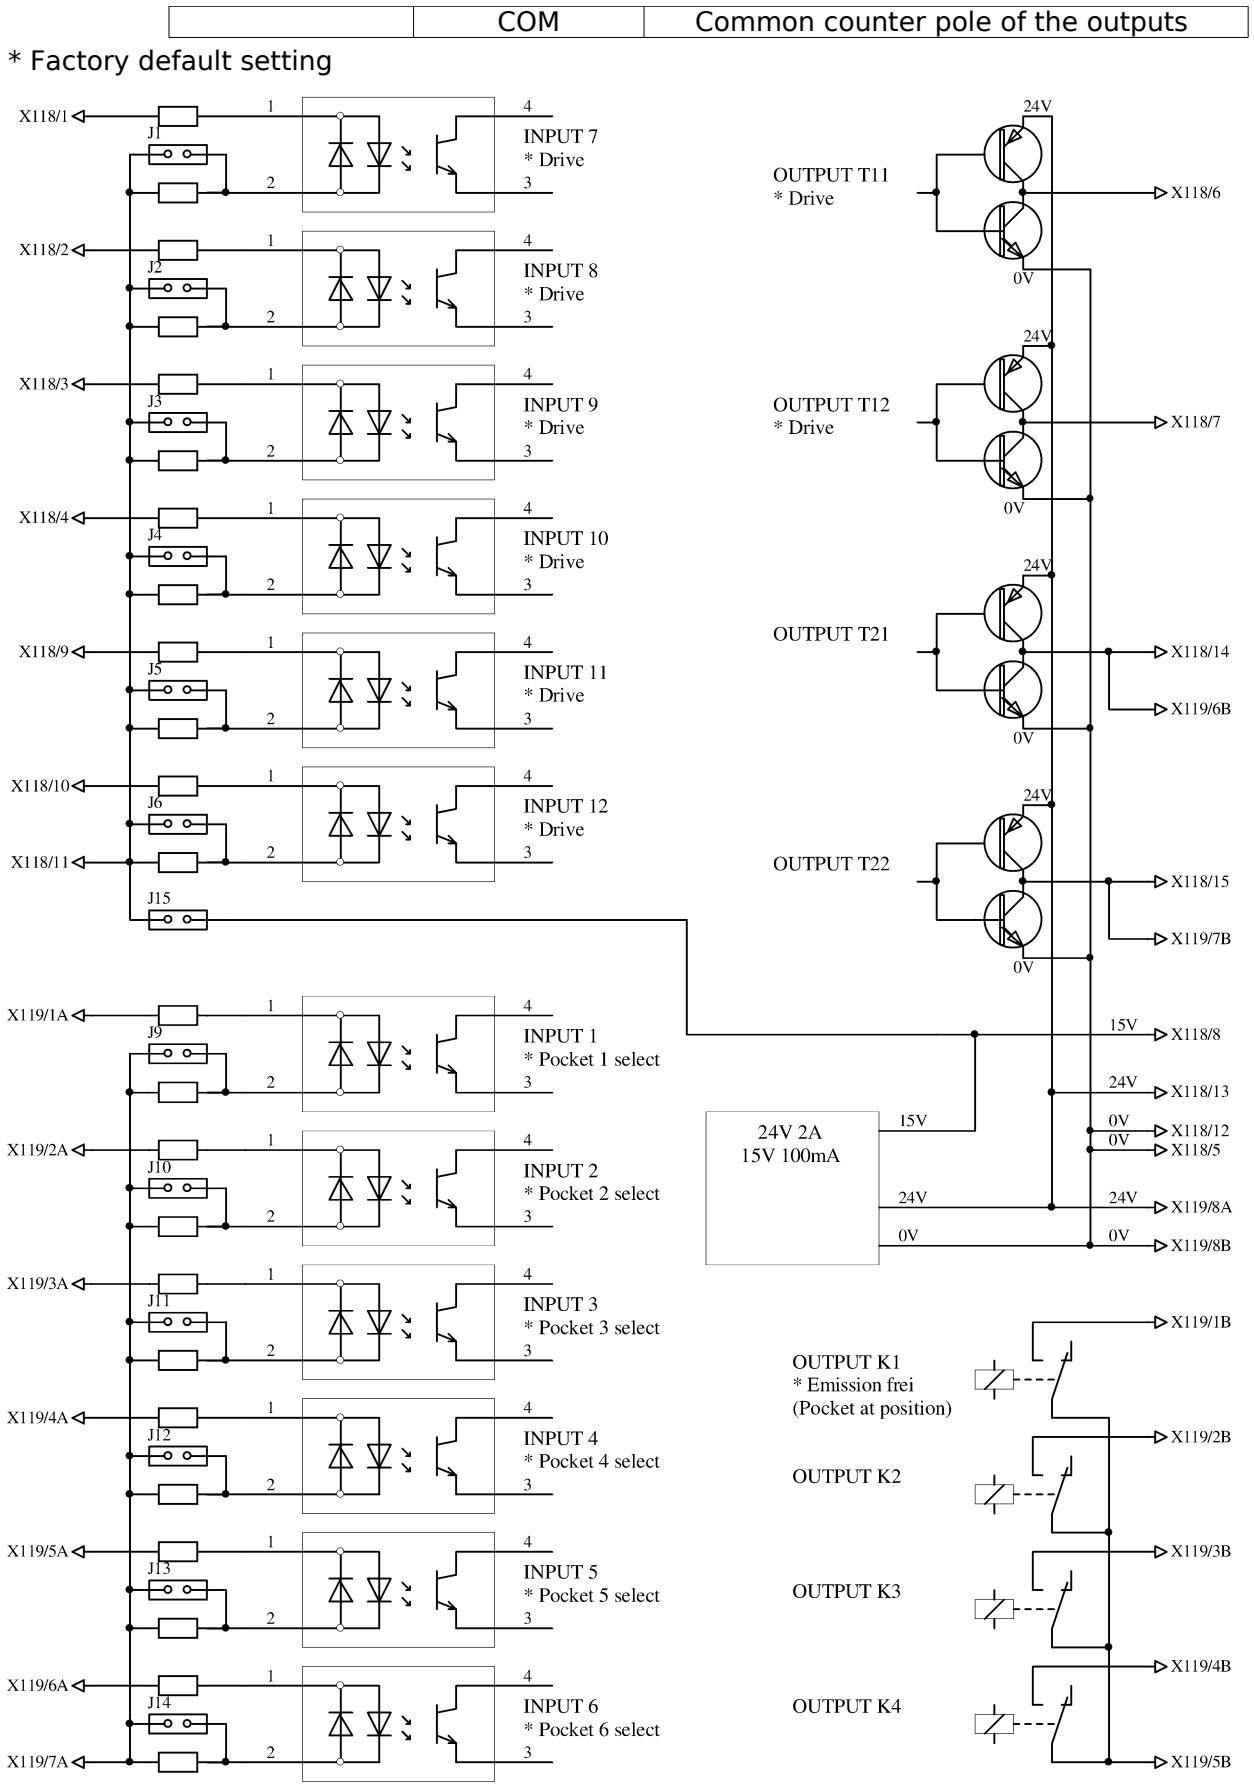 COM Common counter pole of the outputs
* Factory default setting
X118/1
J1
1
2
4
INPUT 7
* Drive
3
X118/2
J2
1
2
4
INPUT 8
* Drive
3
X118/3
J3
1
2
4
INPUT 9
* Drive
3
X118/4
J4
1
2
4
INPUT 10
* Drive
3
X118/9
J5
1
2
4
INPUT 11
* Drive
3
X118/10
J6
X118/11
1
2
4
INPUT 12
* Drive
3
J15
X119/1A
J9
1
2
4
INPUT 1
* Pocket 1 select
3
X119/2A
J10
1
2
4
INPUT 2
* Pocket 2 select
3
X119/3A
J11
1
2
4
INPUT 3
* Pocket 3 select
3
X119/4A
J12
1
2
4
INPUT 4
* Pocket 4 select
3
X119/5A
J13
1
2
4
INPUT 5
* Pocket 5 select
3
X119/6A
J14
X119/7A
1
2
4
INPUT 6
* Pocket 6 select
3
24V
OUTPUT T11
* Drive
X118/6
0V
24V
OUTPUT T12
* Drive
X118/7
0V
24V
OUTPUT T21
X118/14
X119/6B
0V
24V
OUTPUT T22
X118/15
X119/7B
0V
15V X118/8
24V X118/13
24V 2A
15V 100mA
15V
24V
0V
0V X118/12
0V X118/5
24V X119/8A
0V X119/8B
X119/1B
OUTPUT K1
* Emission frei
(Pocket at position)
X119/2B
OUTPUT K2
X119/3B
OUTPUT K3
X119/4B
OUTPUT K4
X119/5B